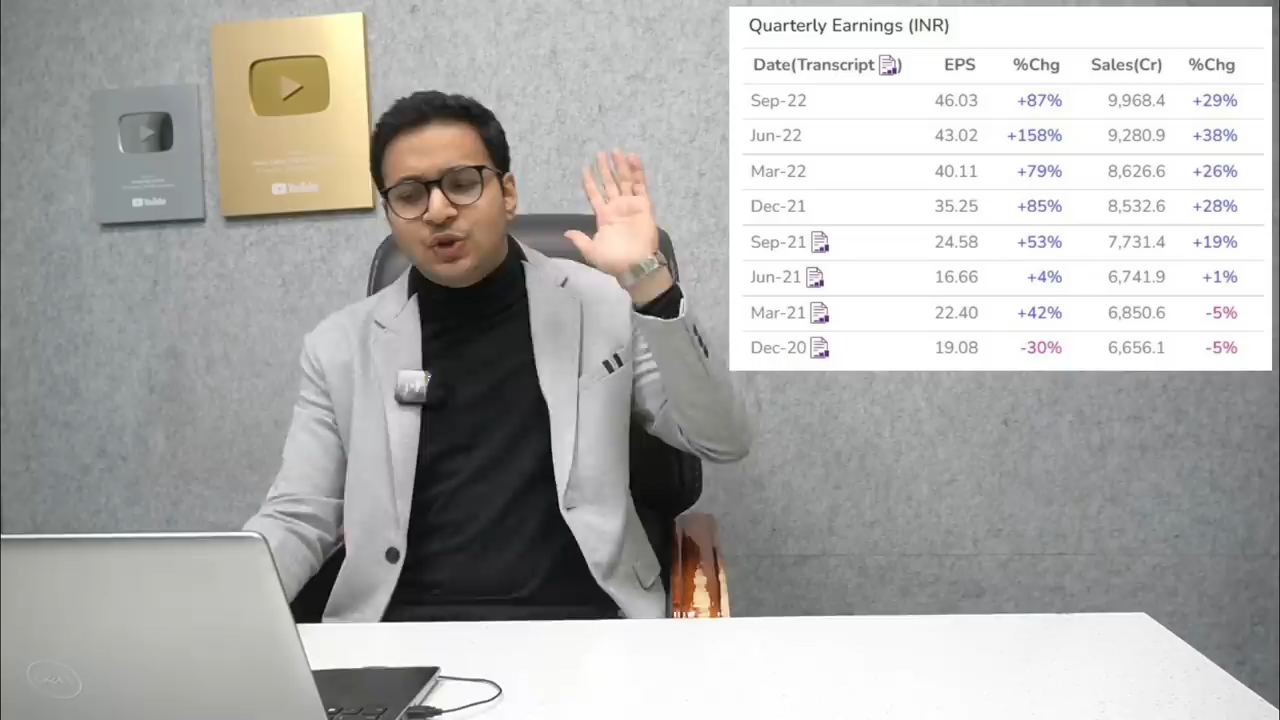 Quarterly Earnings (INR)
Date(Transcript ) EPS %Chg Sales(Cr) %Chg
Sep-22 46.03 +87% 9,968.4 +29%
Jun-22 43.02 +158% 9,280.9 +38%
Mar-22 40.11 +79% 8,626.6 +26%
Dec-21 35.25 +85% 8,532.6 +28%
Sep-21 24.58 +53% 7,731.4 +19%
Jun-21 16.66 +4% 6,741.9 +1%
Mar-21 22.40 +42% 6,850.6 -5%
Dec-20 19.08 -30% 6,656.1 -5%
YouTube
YouTube
DELL